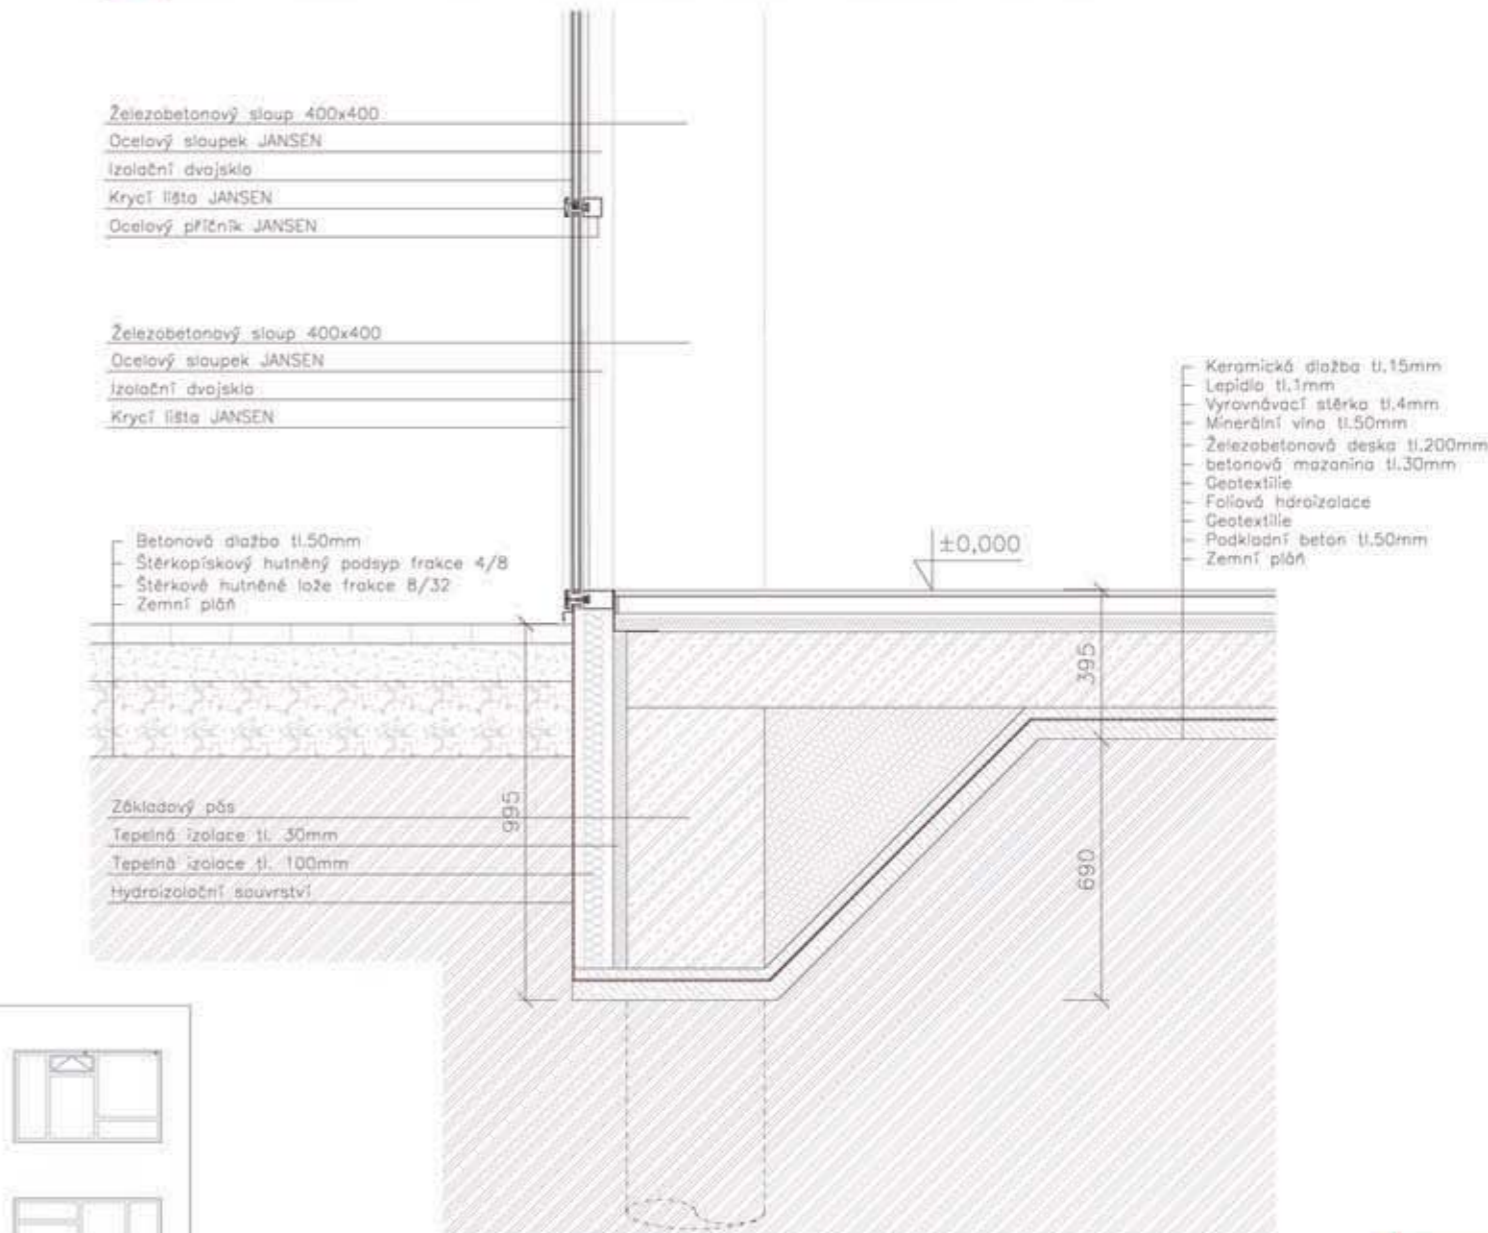 Železobetonový sloup 400x400
Ocelový sloupek JANSEN
Izolační dvojsklo
Krycí lišta JANSEN
Ocelový příčník JANSEN
Železobetonový sloup 400x400
Ocelový sloupek JANSEN
Izolační dvojsklo
Krycí lišta JANSEN
Keramická dlažba tl.15mm
Lepidlo tl.1mm
Vyrovnávací stěrka tl.4mm
Minerální vlna tl.50mm
Železobetonová deska tl.200mm
betonová mazanina tl.30mm
Geotextilie
Foliová hdroizolace
Geotextilie
Podkladní beton tl.50mm
Zemní pláň
Betonová dlažba tl.50mm
Štěrkopískový hutněný podsyp frakce 4/8
Štěrkové hutněné lože frakce 8/32
Zemní pláň
±0,000
395
995
690
Základový pás
Tepelná izolace tl. 30mm
Tepelná izolace tl. 100mm
Hydroizolační souvrství